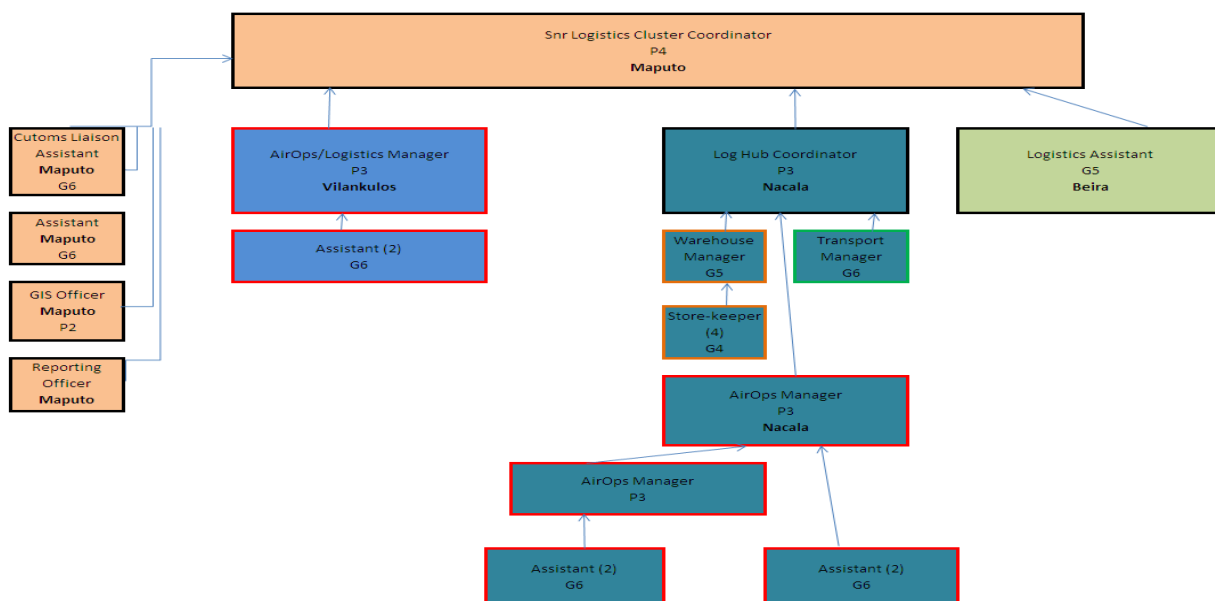 Snr Logistics Cluster Coordinator
P4
Maputo
Cutoms Liaison
Assistant
Maputo
G6
Assistant
Maputo
G6
GIS Officer
Maputo
P2
Reporting
Officer
Maputo
AirOps/Logistics Manager
P3
Vilankulos
Assistant (2)
G6
Log Hub Coordinator
P3
Nacala
Warehouse
Manager
G5
Transport
Manager
G6
Store-keeper
(4)
G4
AirOps Manager
P3
Nacala
AirOps Manager
P3
Assistant (2)
G6
Assistant (2)
G6
Logistics Assistant
G5
Beira